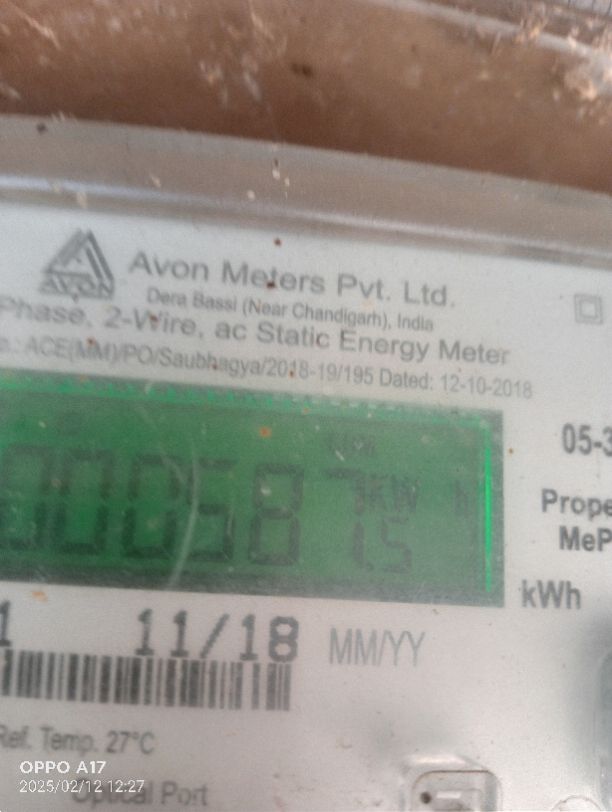 AVON
Avon Meters Pvt. Ltd.
Dera Bassi (Near Chandigarh), India
Phase, 2-Wire, ac Static Energy Meter
.: ACE(MM)/PO/Saubhagya/2018-19/195 Dated: 12-10-2018
05-3
000587.5
KW h
Prope
MeP
kWh
1 11/18 MM/YY
Ref. Temp. 27°C
OPPO A17
2025/02/12 12:27
Optical Port